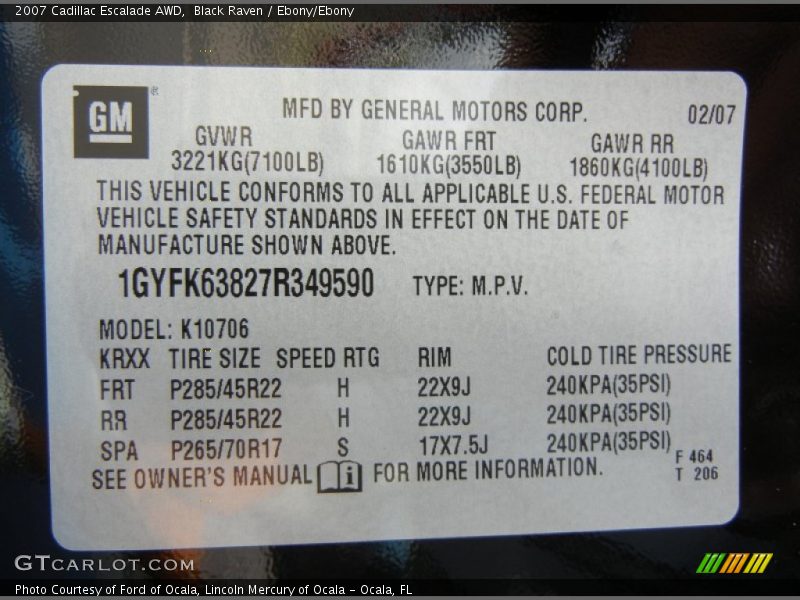 2007 Cadillac Escalade AWD, Black Raven / Ebony/Ebony
GM ®
MFD BY GENERAL MOTORS CORP. 02/07
GVWR GAWR FRT GAWR RR
3221KG(7100LB) 1610KG(3550LB) 1860KG(4100LB)
THIS VEHICLE CONFORMS TO ALL APPLICABLE U.S. FEDERAL MOTOR
VEHICLE SAFETY STANDARDS IN EFFECT ON THE DATE OF
MANUFACTURE SHOWN ABOVE.
1GYFK63827R349590 TYPE: M.P.V.
MODEL: K10706
KRXX TIRE SIZE SPEED RTG RIM COLD TIRE PRESSURE
FRT P285/45R22 H 22X9J 240KPA(35PSI)
RR P285/45R22 H 22X9J 240KPA(35PSI)
SPA P265/70R17 S 17X7.5J 240KPA(35PSI)
SEE OWNER'S MANUAL i FOR MORE INFORMATION.
F 464
T 206
GTCARLOT.COM
Photo Courtesy of Ford of Ocala, Lincoln Mercury of Ocala - Ocala, FL